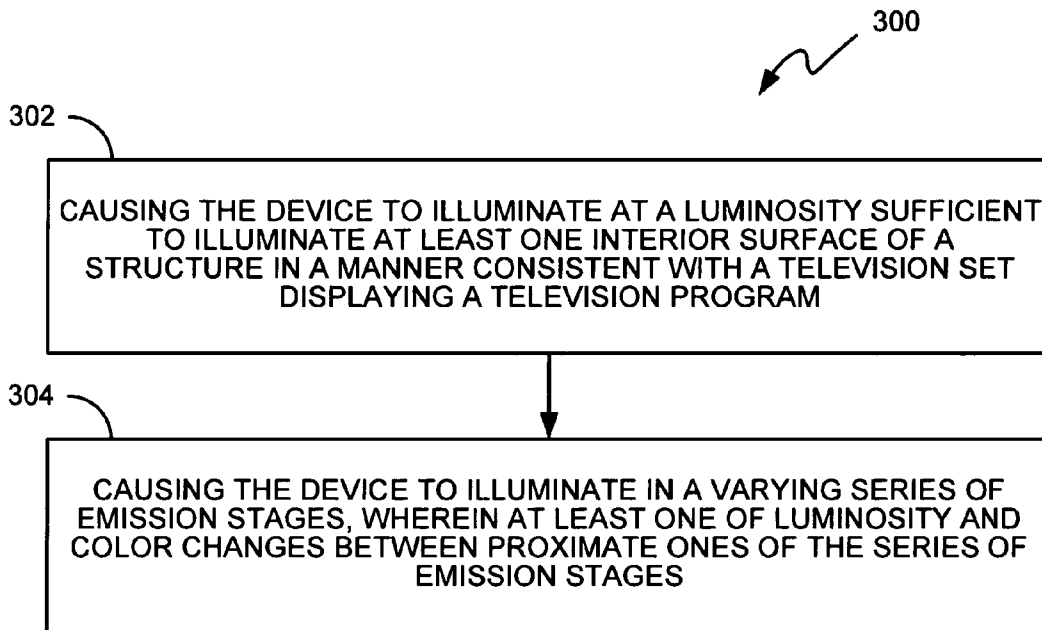 300
302
CAUSING THE DEVICE TO ILLUMINATE AT A LUMINOSITY SUFFICIENT
TO ILLUMINATE AT LEAST ONE INTERIOR SURFACE OF A
STRUCTURE IN A MANNER CONSISTENT WITH A TELEVISION SET
DISPLAYING A TELEVISION PROGRAM
304
CAUSING THE DEVICE TO ILLUMINATE IN A VARYING SERIES OF
EMISSION STAGES, WHEREIN AT LEAST ONE OF LUMINOSITY AND
COLOR CHANGES BETWEEN PROXIMATE ONES OF THE SERIES OF
EMISSION STAGES